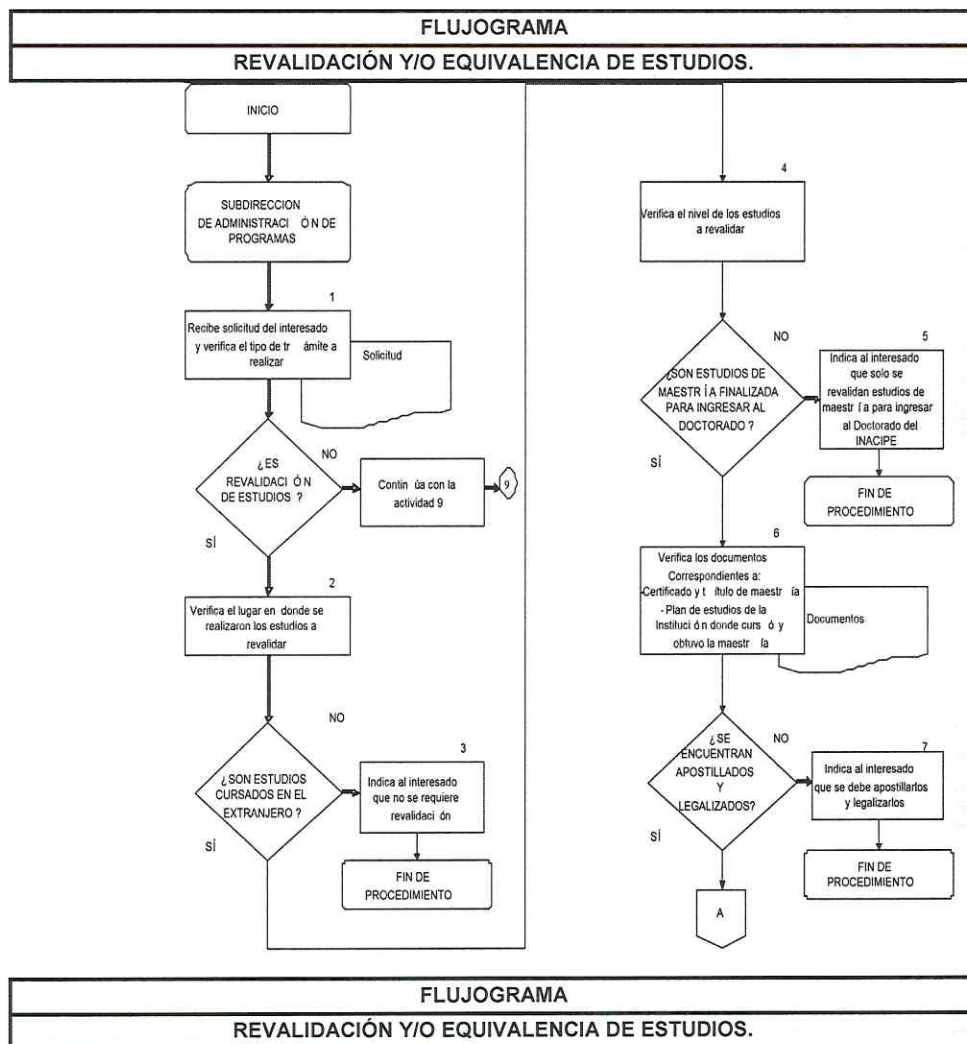 FLUJOGRAMA
REVALIDACIÓN Y/O EQUIVALENCIA DE ESTUDIOS.
INICIO
SUBDIRECCION
DE ADMINISTRACI ÓN DE
PROGRAMAS
1
Recibe solicitud del interesado
y verifica el tipo de tr ámite a
realizar
Solicitud
¿ES
REVALIDACI ÓN
DE ESTUDIOS ?
NO
Contin úa con la
actividad 9
9
SÍ
2
Verifica el lugar en donde se
realizaron los estudios a
revalidar
¿SON ESTUDIOS
CURSADOS EN EL
EXTRANJERO ?
NO
3
Indica al interesado
que no se requiere
revalidaci ón
FIN DE
PROCEDIMIENTO
SÍ
4
Verifica el nivel de los estudios
a revalidar
¿SON ESTUDIOS DE
MAESTR ÍA FINALIZADA
PARA INGRESAR AL
DOCTORADO ?
NO
5
Indica al interesado
que solo se
revalidan estudios de
maestr ía para ingresar
al Doctorado del
INACIPE
FIN DE
PROCEDIMIENTO
SÍ
6
Verifica los documentos
Correspondientes a:
-Certificado y t ítulo de maestr ía
- Plan de estudios de la
Instituci ón donde curs ó y
obtuvo la maestr ía
Documentos
¿SE
ENCUENTRAN
APOSTILLADOS
Y
LEGALIZADOS?
NO
7
Indica al interesado
que se debe apostillarlos
y legalizarlos
FIN DE
PROCEDIMIENTO
SÍ
A
FLUJOGRAMA
REVALIDACIÓN Y/O EQUIVALENCIA DE ESTUDIOS.